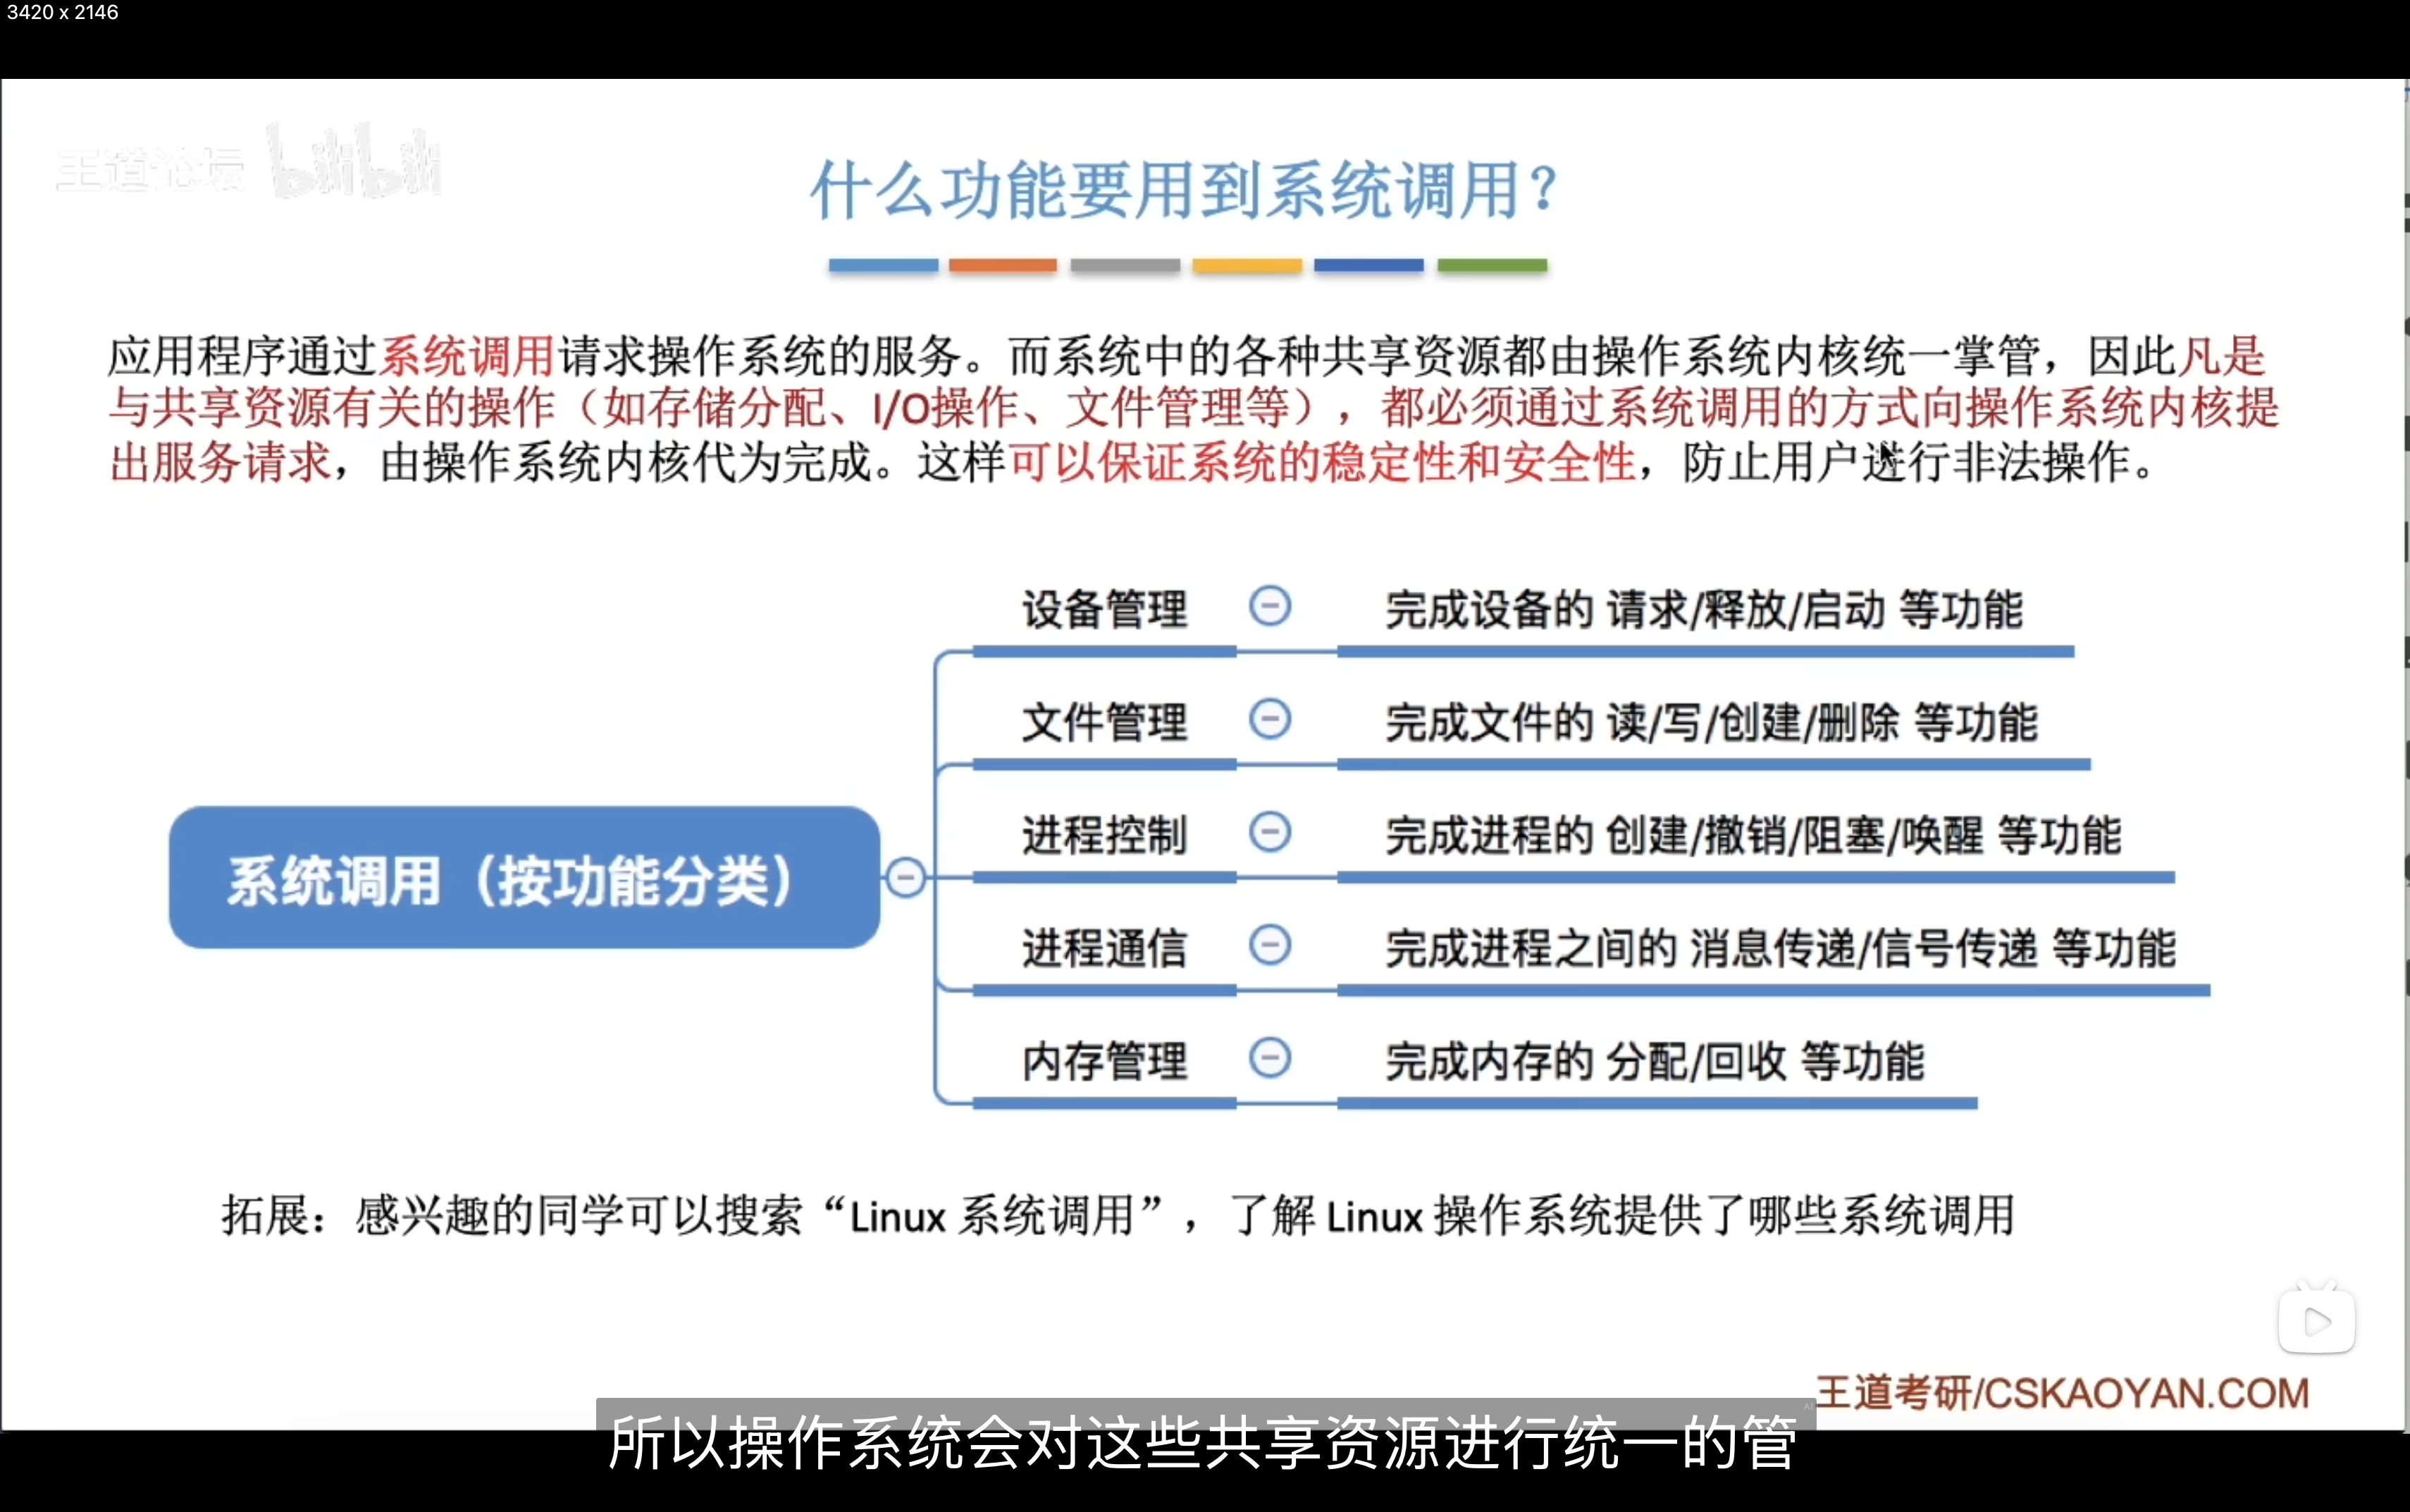 3420 x 2146
王道论坛 bilibili
什么功能要用到系统调用？
应用程序通过系统调用请求操作系统的服务。而系统中的各种共享资源都由操作系统内核统一掌管，因此凡是
与共享资源有关的操作（如存储分配、I/O操作、文件管理等），都必须通过系统调用的方式向操作系统内核提
出服务请求，由操作系统内核代为完成。这样可以保证系统的稳定性和安全性，防止用户进行非法操作。
设备管理 完成设备的 请求/释放/启动 等功能
文件管理 完成文件的 读/写/创建/删除 等功能
进程控制 完成进程的 创建/撤销/阻塞/唤醒 等功能
系统调用（按功能分类）
进程通信 完成进程之间的 消息传递/信号传递 等功能
内存管理 完成内存的 分配/回收 等功能
拓展：感兴趣的同学可以搜索“Linux 系统调用”，了解 Linux 操作系统提供了哪些系统调用
王道考研/CSKAOYAN.COM
所以操作系统会对这些共享资源进行统一的管